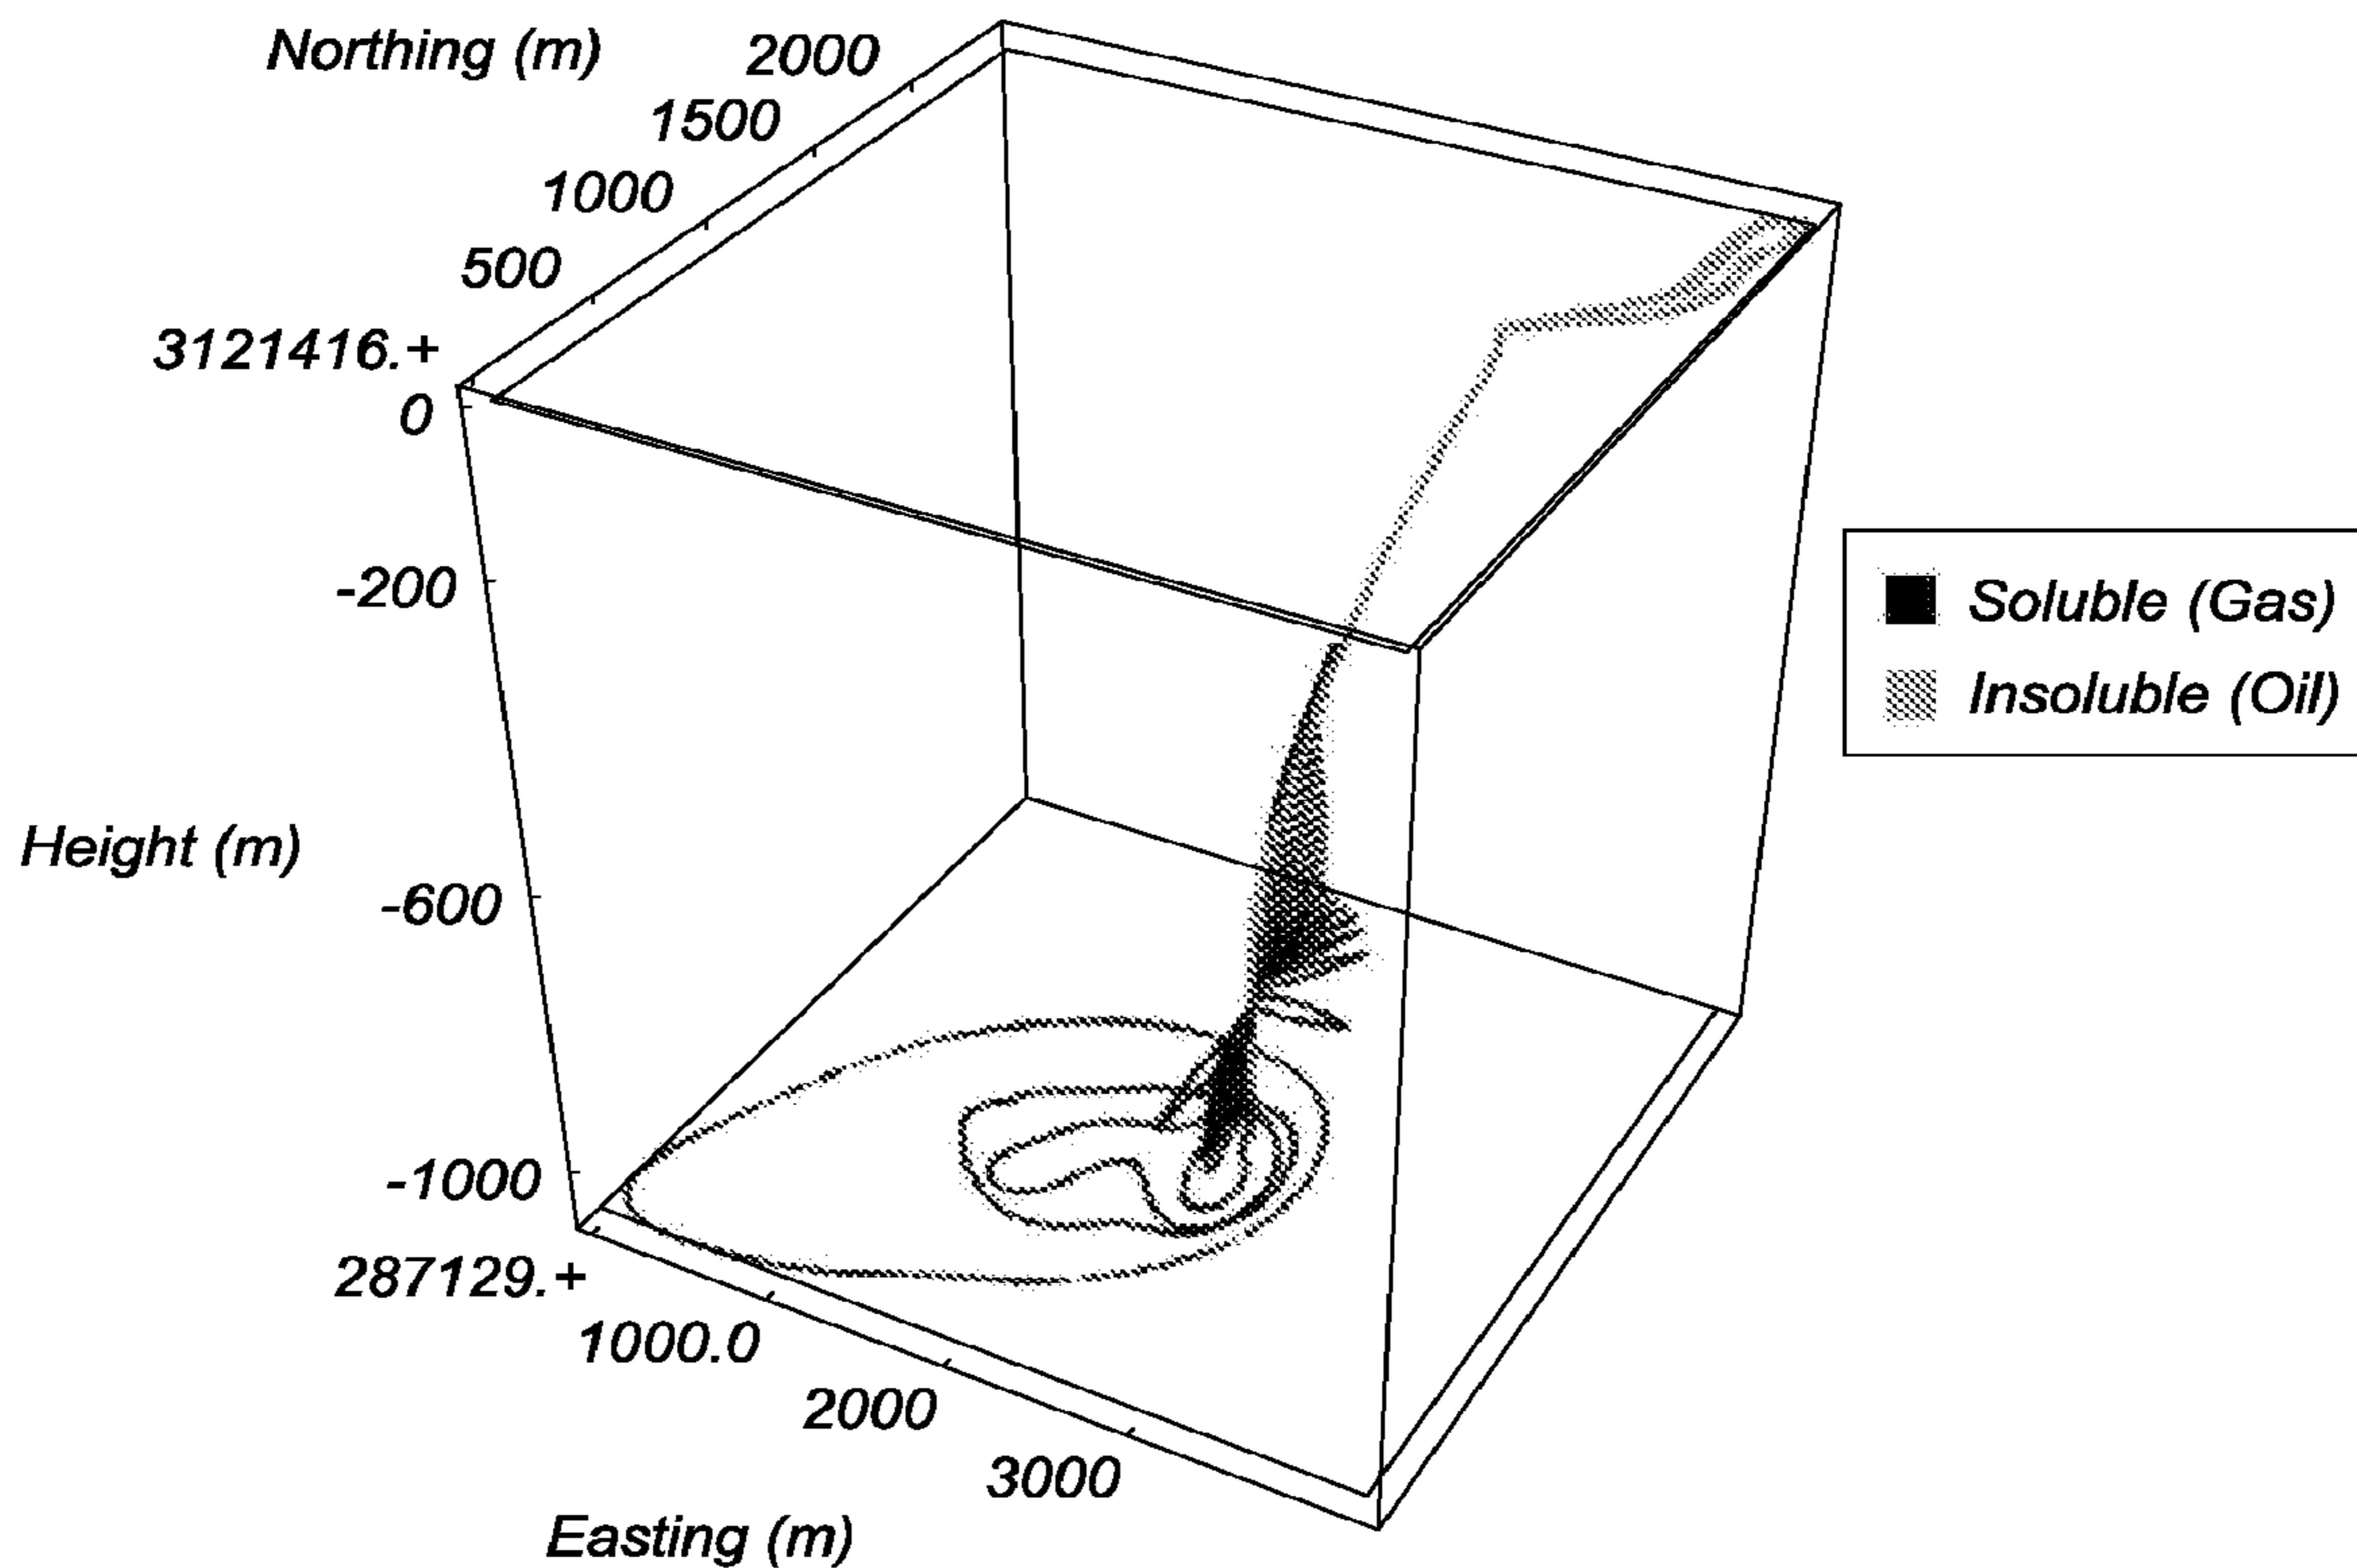 Northing (m)
2000
1500
1000
500
3121416.+
0
-200
Height (m)
-600
-1000
287129.+
1000.0
2000
3000
Easting (m)
Soluble (Gas)
Insoluble (Oil)